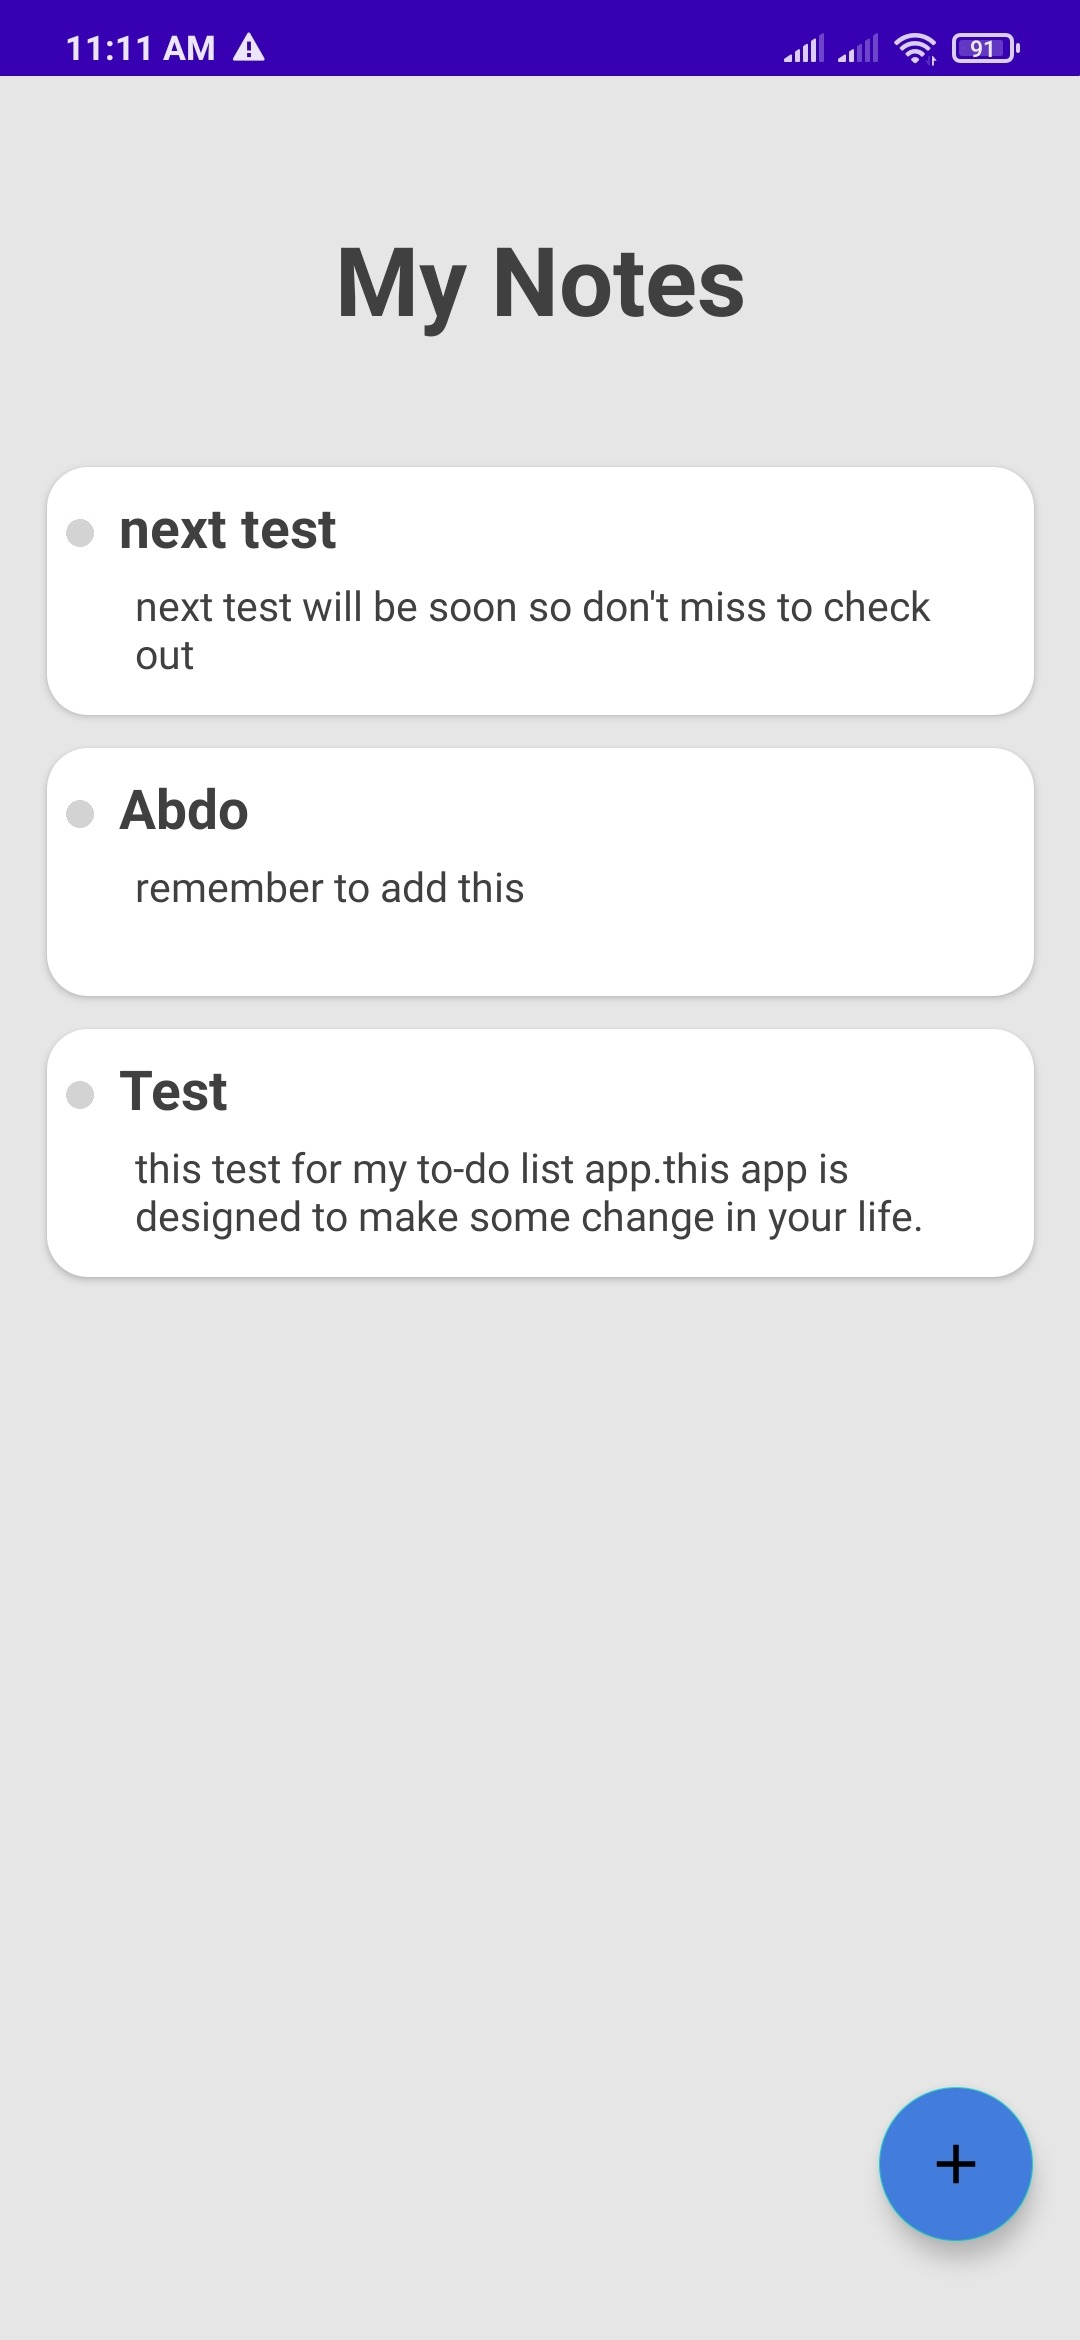 11:11 AM
91
My Notes
next test
next test will be soon so don't miss to check
out
Abdo
remember to add this
Test
this test for my to-do list app.this app is
designed to make some change in your life.